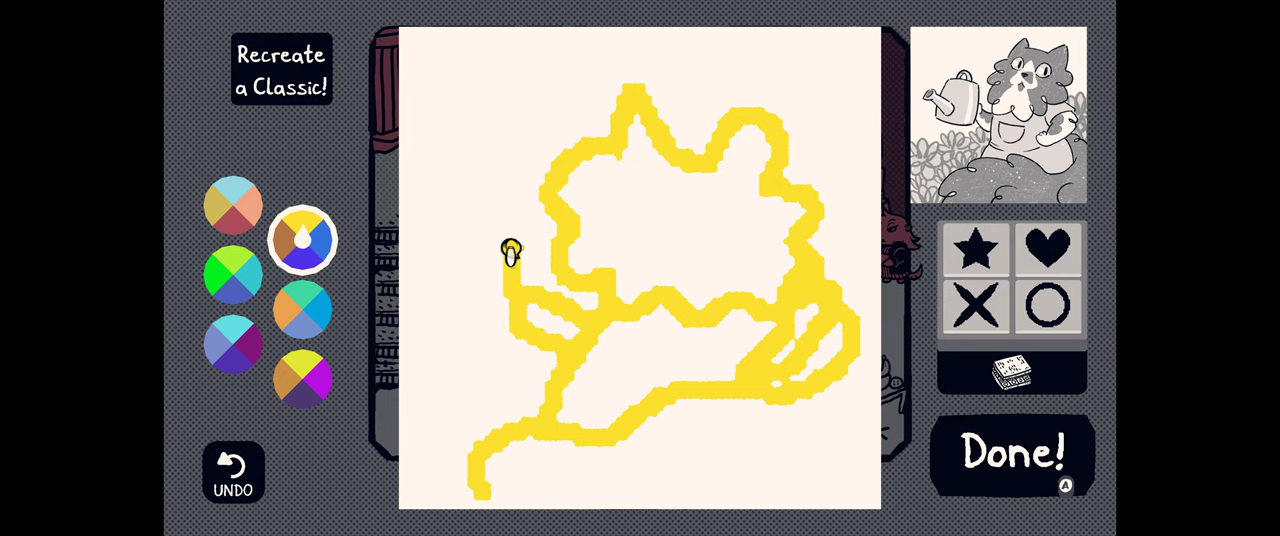 Recreate
a Classic!
UNDO
Done!
A